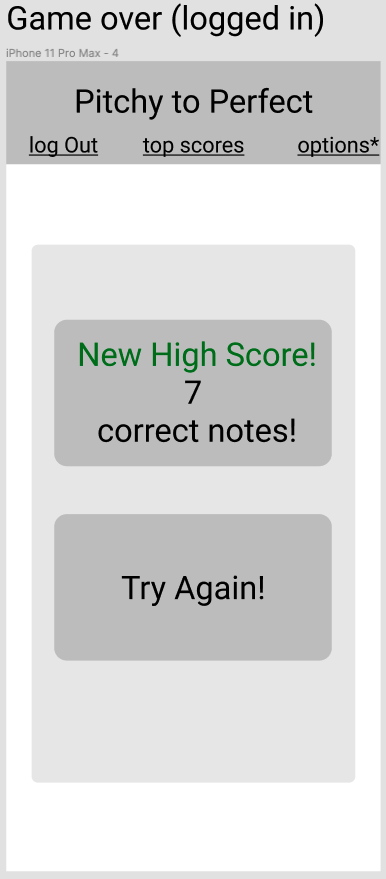 Game over (logged in)
iPhone 11 Pro Max - 4
Pitchy to Perfect
log Out top scores options*
New High Score!
7
correct notes!
Try Again!